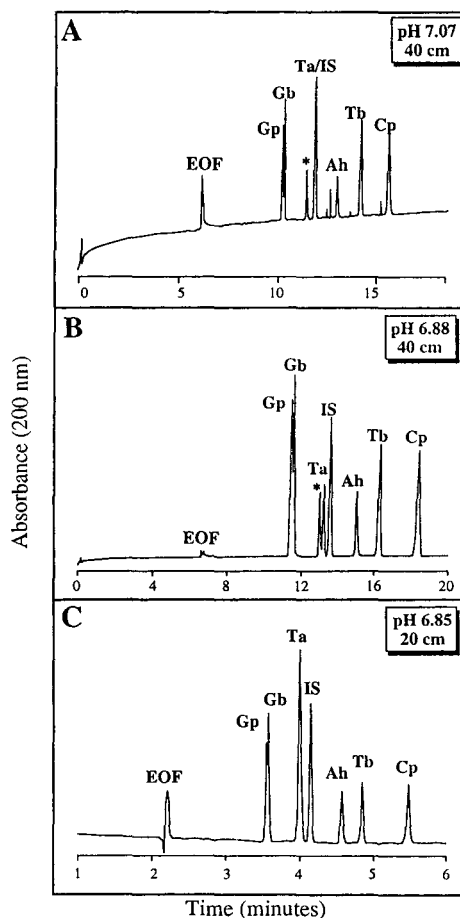 A
pH 7.07
40 cm
Ta/IS
Gb
Gp
Tb
Cp
EOF
*
Ah
0 5 10 15
B
pH 6.88
40 cm
Gb
Gp
IS
Tb
Cp
Ta
*
Ah
EOF
0 4 8 12 16 20
C
pH 6.85
20 cm
Ta
Gb
IS
Gp
EOF
Ah
Tb
Cp
1 2 3 4 5 6
Absorbance (200 nm)
Time (minutes)